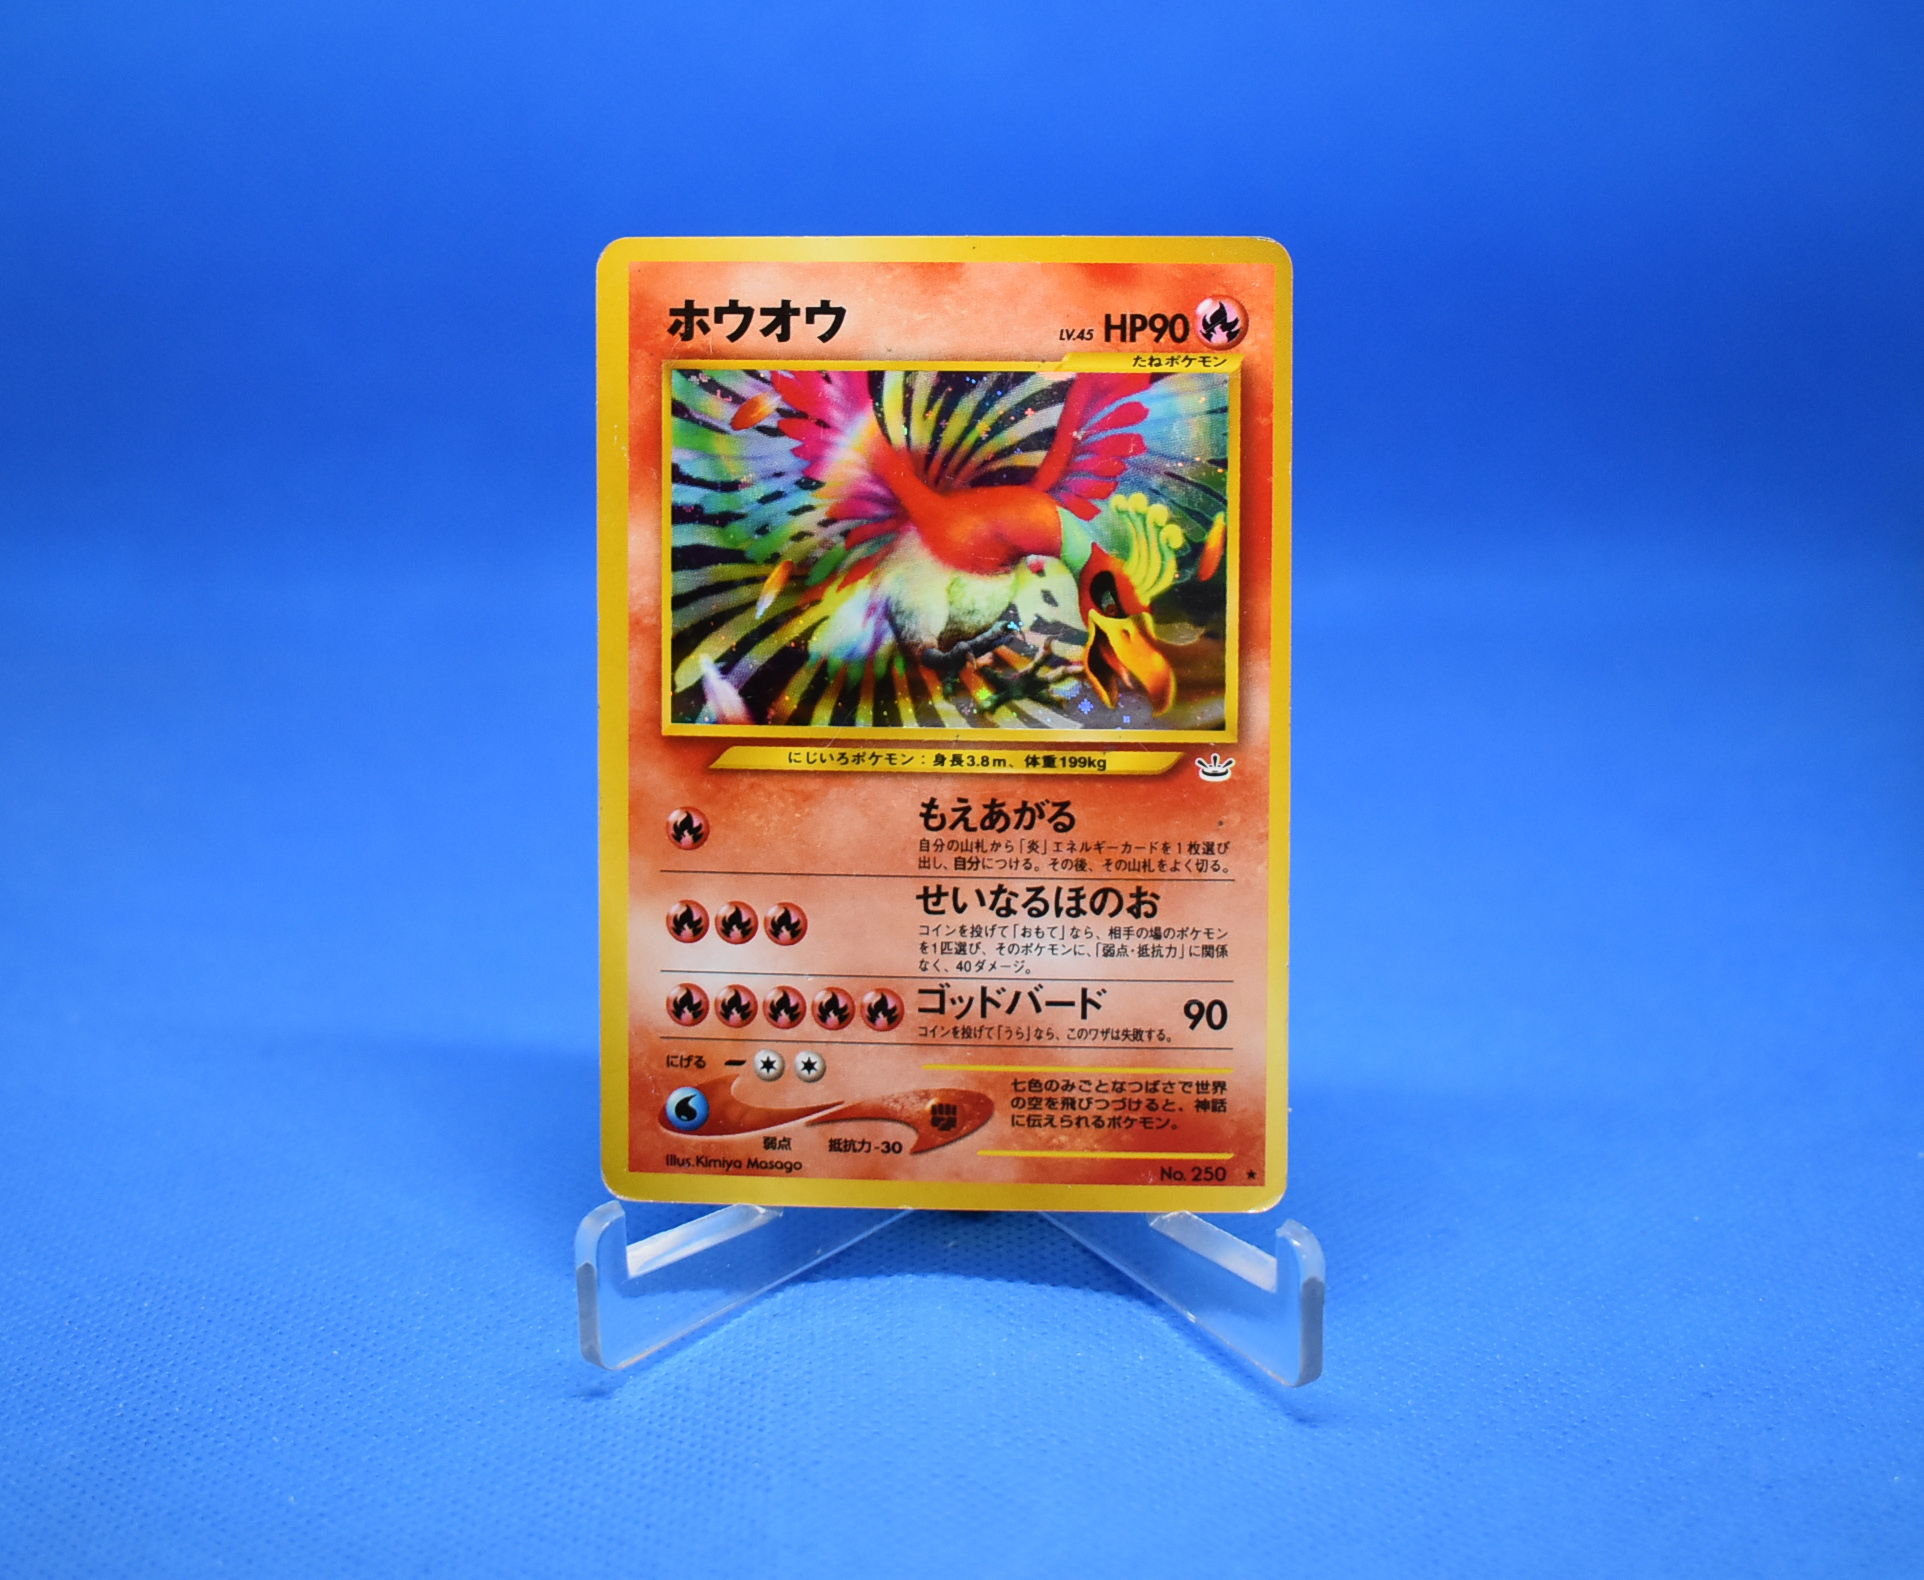 ホウオウ
LV.45 HP90
たねポケモン
にじいろポケモン：身長3.8m、体重199kg
もえあがる
自分の山札から「炎」エネルギーカードを1枚選び
出し、自分につける。その後、その山札をよく切る。
せいなるほのお
コインを投げて「おもて」なら、相手の場のポケモン
を1匹選び、そのポケモンに、「弱点・抵抗力」に関係
なく、40ダメージ。
ゴッドバード 90
コインを投げて「うら」なら、このワザは失敗する。
にげる
七色のみごとなつばさで世界
の空を飛びつづけると、神話
に伝えられるポケモン。
弱点 抵抗力-30
Illus.Kimiya Masago
No. 250 ★